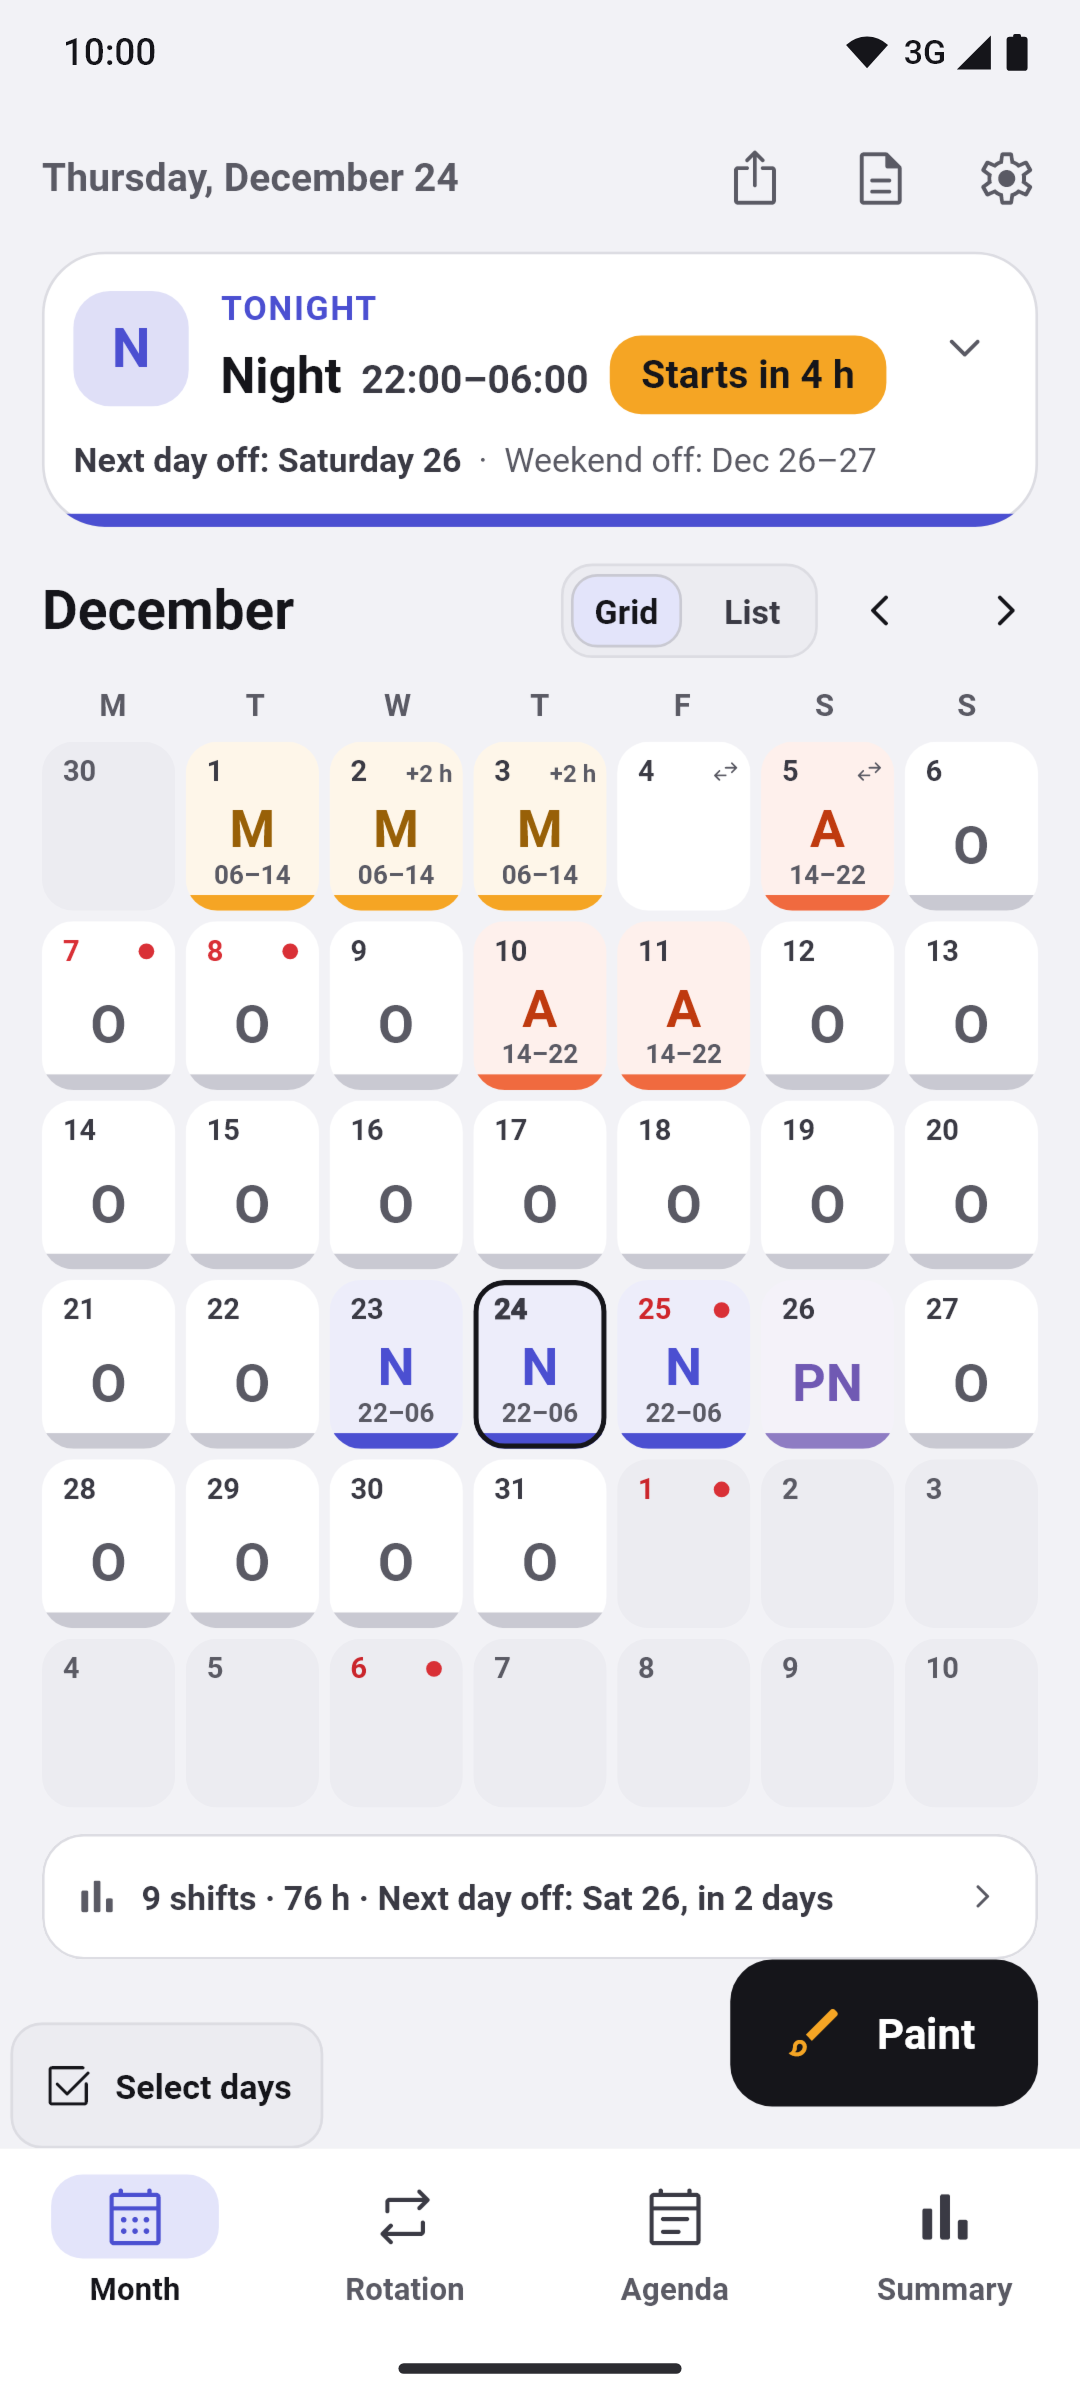 10:00 3G
Thursday, December 24
N
TONIGHT
Night 22:00–06:00 Starts in 4 h
Next day off: Saturday 26 · Weekend off: Dec 26–27
December Grid List
M T W T F S S
30 1 2 +2 h 3 +2 h 4 5 6
M M M A O
06–14 06–14 06–14 14–22
7 8 9 10 11 12 13
O O O A A O O
14–22 14–22
14 15 16 17 18 19 20
O O O O O O O
21 22 23 24 25 26 27
O O N N N PN O
22–06 22–06 22–06
28 29 30 31 1 2 3
O O O O
4 5 6 7 8 9 10
9 shifts · 76 h · Next day off: Sat 26, in 2 days
Paint
Select days
Month Rotation Agenda Summary